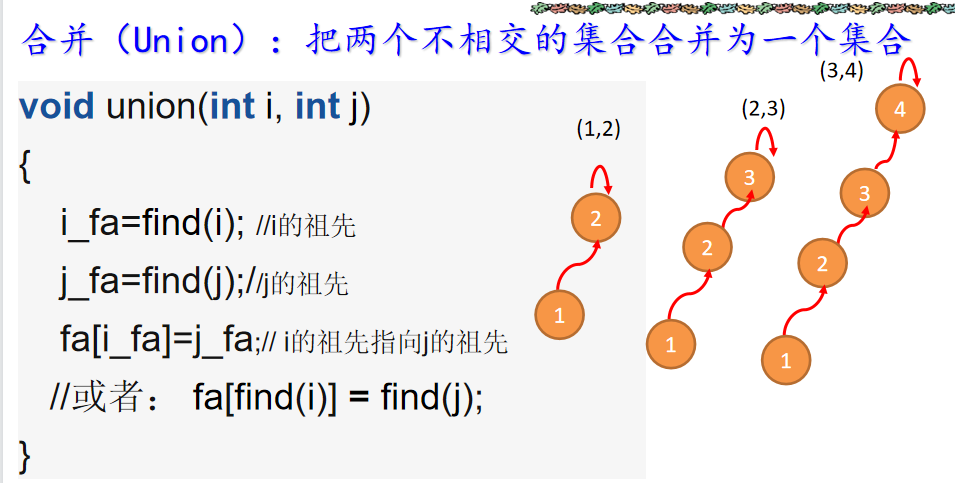 合并（Union）：把两个不相交的集合合并为一个集合
void union(int i, int j)
{
i_fa=find(i); //i的祖先
j_fa=find(j);//j的祖先
fa[i_fa]=j_fa;// i的祖先指向j的祖先
//或者： fa[find(i)] = find(j);
}
(1,2)
2
1
(2,3)
3
2
1
(3,4)
4
3
2
1